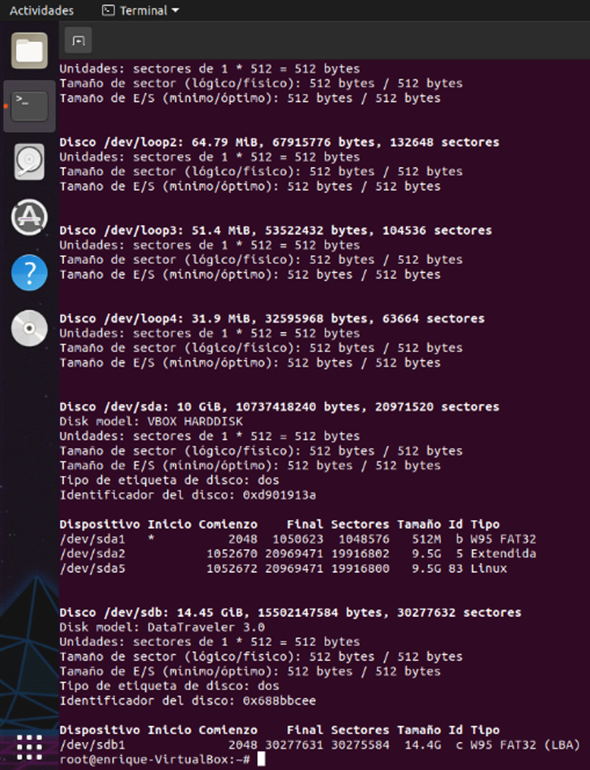 Actividades Terminal
Unidades: sectores de 1 * 512 = 512 bytes
Tamaño de sector (lógico/físico): 512 bytes / 512 bytes
Tamaño de E/S (mínimo/óptimo): 512 bytes / 512 bytes
Disco /dev/loop2: 64.79 MiB, 67915776 bytes, 132648 sectores
Unidades: sectores de 1 * 512 = 512 bytes
Tamaño de sector (lógico/físico): 512 bytes / 512 bytes
Tamaño de E/S (mínimo/óptimo): 512 bytes / 512 bytes
Disco /dev/loop3: 51.4 MiB, 53522432 bytes, 104536 sectores
Unidades: sectores de 1 * 512 = 512 bytes
Tamaño de sector (lógico/físico): 512 bytes / 512 bytes
Tamaño de E/S (mínimo/óptimo): 512 bytes / 512 bytes
Disco /dev/loop4: 31.9 MiB, 32595968 bytes, 63664 sectores
Unidades: sectores de 1 * 512 = 512 bytes
Tamaño de sector (lógico/físico): 512 bytes / 512 bytes
Tamaño de E/S (mínimo/óptimo): 512 bytes / 512 bytes
Disco /dev/sda: 10 GiB, 10737418240 bytes, 20971520 sectores
Disk model: VBOX HARDDISK
Unidades: sectores de 1 * 512 = 512 bytes
Tamaño de sector (lógico/físico): 512 bytes / 512 bytes
Tamaño de E/S (mínimo/óptimo): 512 bytes / 512 bytes
Tipo de etiqueta de disco: dos
Identificador del disco: 0xd901913a
Dispositivo Inicio Comienzo Final Sectores Tamaño Id Tipo
/dev/sda1 * 2048 1050623 1048576 512M b W95 FAT32
/dev/sda2 1052670 20969471 19916802 9.5G 5 Extendida
/dev/sda5 1052672 20969471 19916800 9.5G 83 Linux
Disco /dev/sdb: 14.45 GiB, 15502147584 bytes, 30277632 sectores
Disk model: DataTraveler 3.0
Unidades: sectores de 1 * 512 = 512 bytes
Tamaño de sector (lógico/físico): 512 bytes / 512 bytes
Tamaño de E/S (mínimo/óptimo): 512 bytes / 512 bytes
Tipo de etiqueta de disco: dos
Identificador del disco: 0x688bbcee
Dispositivo Inicio Comienzo Final Sectores Tamaño Id Tipo
/dev/sdb1 2048 30277631 30275584 14.4G c W95 FAT32 (LBA)
root@enrique-VirtualBox:~#